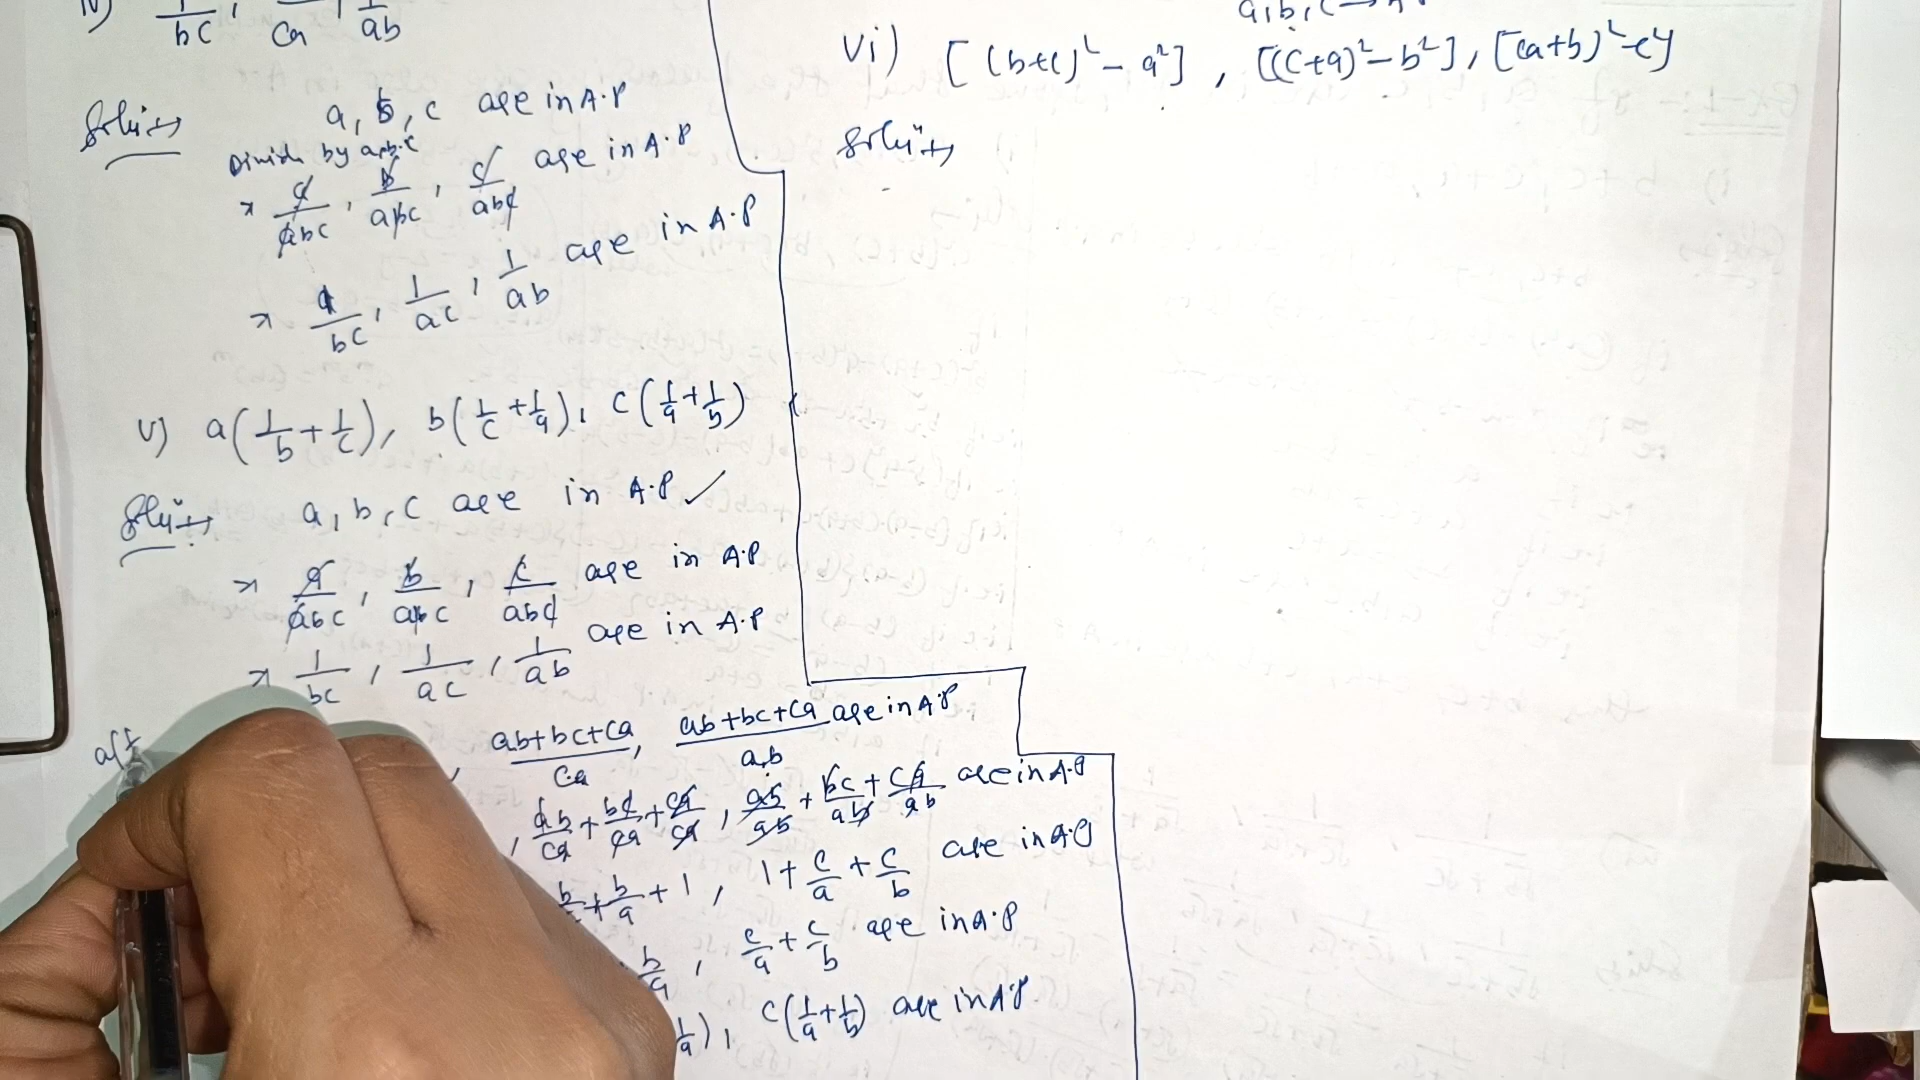 iv) 1/bc, /ca, 1/ab
a, b, c are in A.P
Divide by abc
a/abc, b/abc, c/abc are in A.P
1/bc, 1/ac, 1/ab are in A.P
v) a(1/b + 1/c), b(1/c + 1/a), c(1/a + 1/b)
a, b, c are in A.P ✓
a/abc, b/abc, c/abc are in A.P
1/bc, 1/ac, 1/ab are in A.P
, ab+bc+ca/ca, ab+bc+ca/ab are in A.P
, ab/ca + bc/ca + ca/ca, ab/ab + bc/ab + ca/ab are in A.P
b/c + b/a + 1, 1 + c/a + c/b are in A.P
b/a, c/a + c/b are in A.P
1/a), c(1/a + 1/b) are in A.P
a, b, c → A.P
vi) [(b+c)² - a²], [(c+a)² - b²], [(a+b)² - c²]